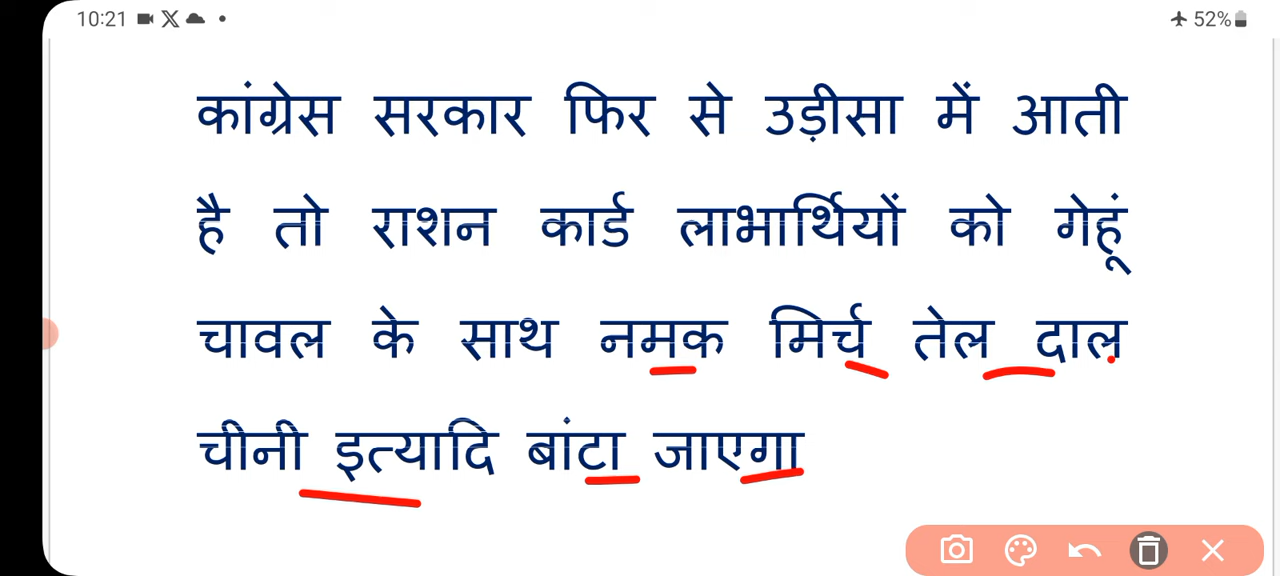 10:21 52%
कांग्रेस सरकार फिर से उड़ीसा में आती
है तो राशन कार्ड लाभार्थियों को गेहूं
चावल के साथ नमक मिर्च तेल दाल
चीनी इत्यादि बांटा जाएगा